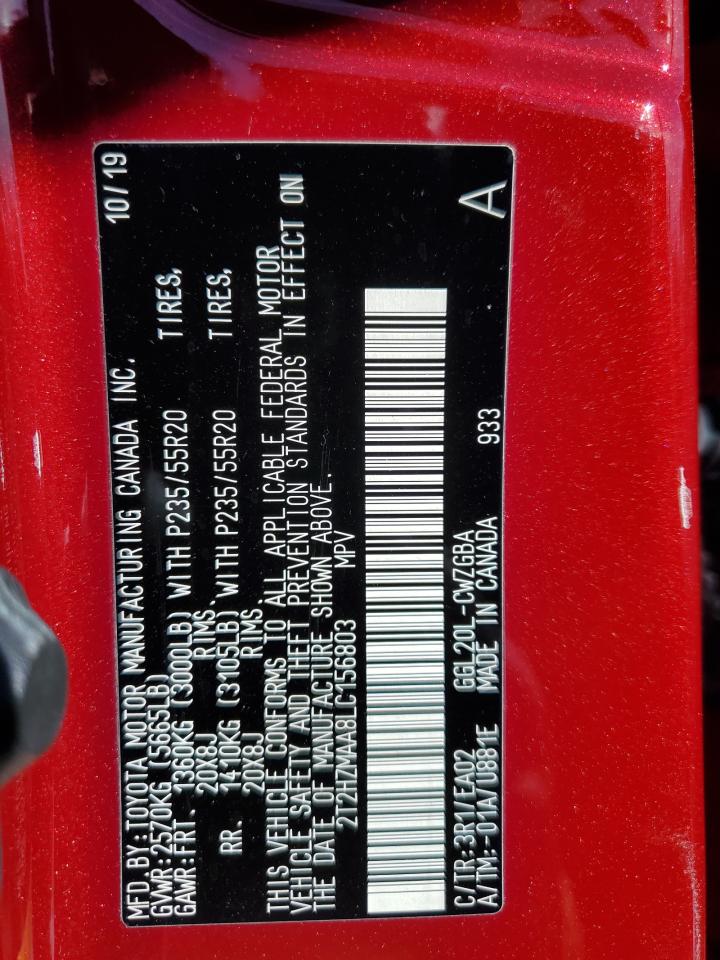 MFD.BY:TOYOTA MOTOR MANUFACTURING CANADA INC. 10/19
GVWR:2570KG (5665LB)
GAWR:FRT. 1360KG (3000LB) WITH P235/55R20 TIRES,
20X8J RIMS.
RR. 1410KG (3105LB) WITH P235/55R20 TIRES,
20X8J RIMS
THIS VEHICLE CONFORMS TO ALL APPLICABLE FEDERAL MOTOR
VEHICLE SAFETY AND THEFT PREVENTION STANDARDS IN EFFECT ON
THE DATE OF MANUFACTURE SHOWN ABOVE.
2T2HZMAA8LC156803 MPV
C/TR:3R1/EA02 GGL20L-CWZGBA
A/TM:-01A/U881E MADE IN CANADA 933 A